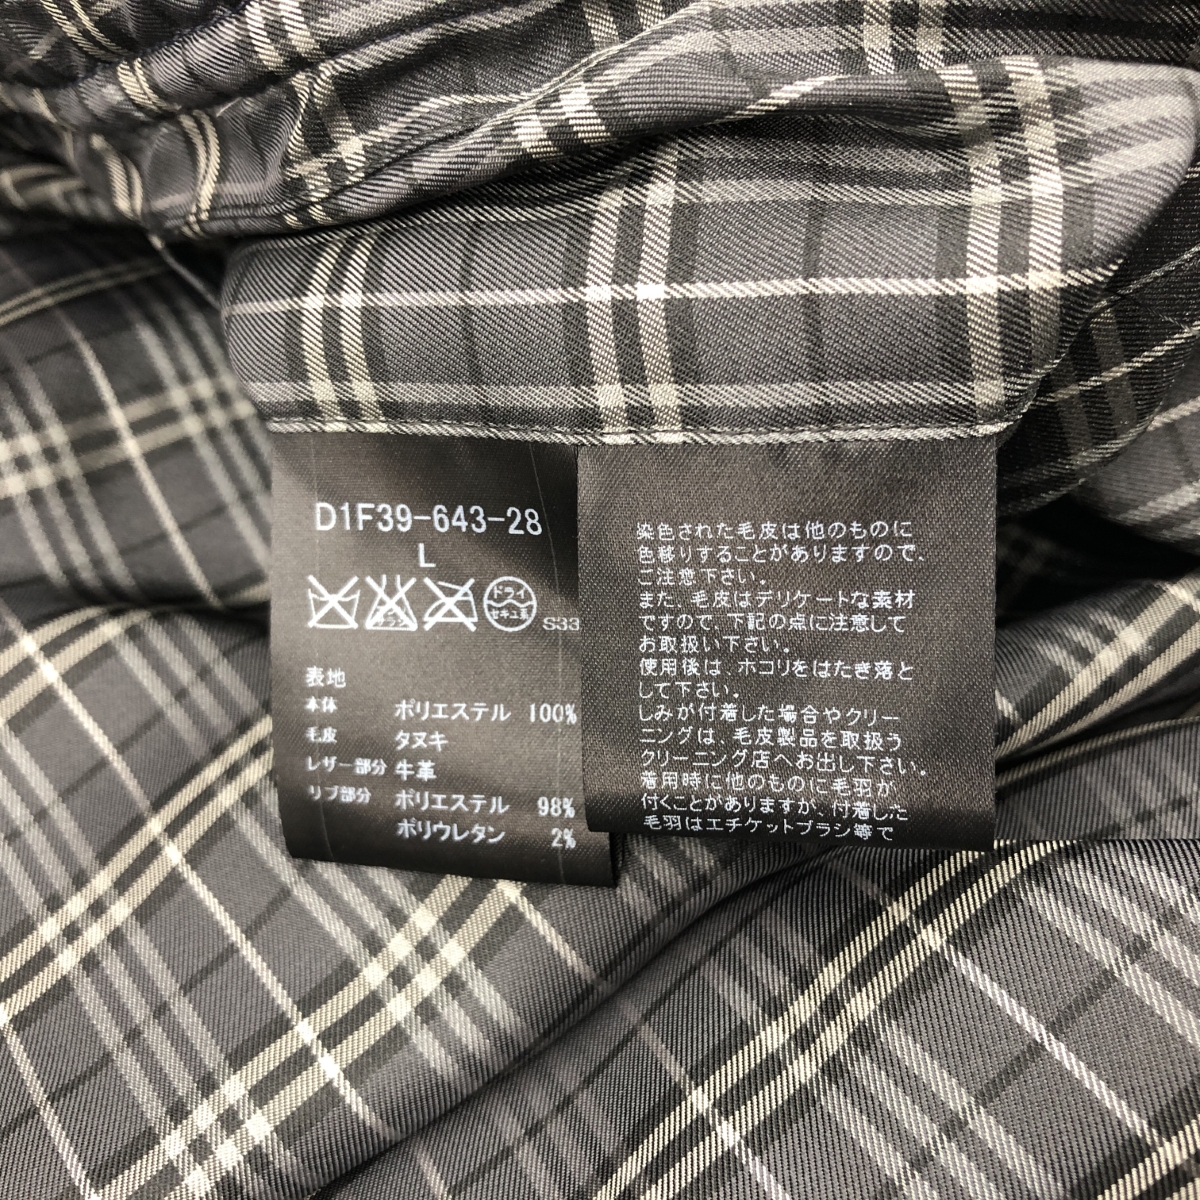 D1F39-643-28
L
ドライ
セキユ系
S33
表地
本体 ポリエステル 100%
毛皮 タヌキ
レザー部分 牛革
リブ部分 ポリエステル 98%
ポリウレタン 2%
染色された毛皮は他のものに
色移りすることがありますので、
ご注意下さい。
また、毛皮はデリケートな素材
ですので、下記の点に注意して
お取扱い下さい。
使用後は、ホコリをはたき落と
して下さい。
しみが付着した場合やクリー
ニングは、毛皮製品を取扱う
クリーニング店へお出し下さい。
着用時に他のものに毛羽が
付くことがありますが、付着した
毛羽はエチケットブラシ等で